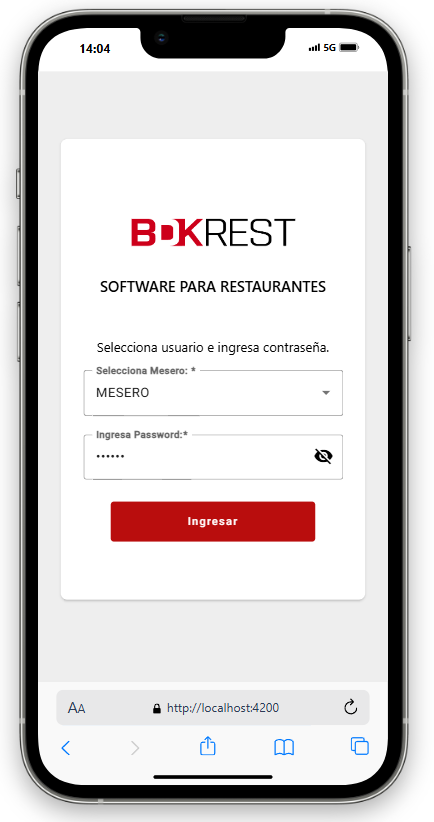 14:04
5G
BDKREST
SOFTWARE PARA RESTAURANTES
Selecciona usuario e ingresa contraseña.
Selecciona Mesero: *
MESERO
Ingresa Password:*
••••••
Ingresar
AA
http://localhost:4200